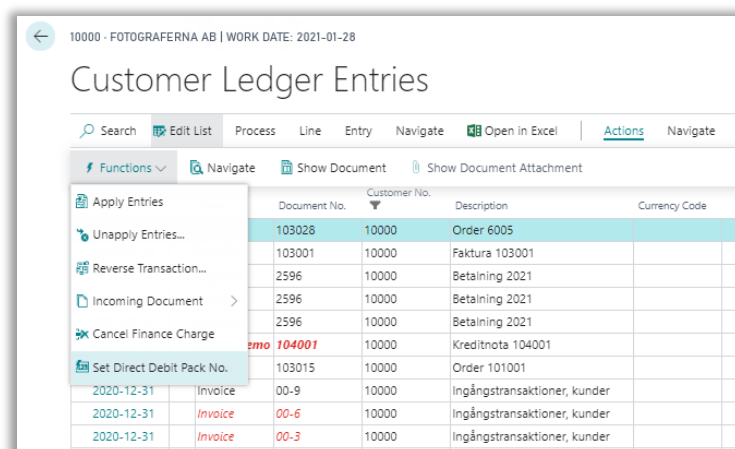 10000 · FOTOGRAFERNA AB | WORK DATE: 2021-01-28
Customer Ledger Entries
Search Edit List Process Line Entry Navigate Open in Excel Actions Navigate
Functions Navigate Show Document Show Document Attachment
Document No. Customer No. Description Currency Code
Apply Entries
Unapply Entries...
Reverse Transaction...
Incoming Document
Cancel Finance Charge
Set Direct Debit Pack No.
103028 10000 Order 6005
103001 10000 Faktura 103001
2596 10000 Betalning 2021
2596 10000 Betalning 2021
2596 10000 Betalning 2021
emo 104001 10000 Kreditnota 104001
103015 10000 Order 101001
2020-12-31 Invoice 00-9 10000 Ingångstransaktioner, kunder
2020-12-31 Invoice 00-6 10000 Ingångstransaktioner, kunder
2020-12-31 Invoice 00-3 10000 Ingångstransaktioner, kunder